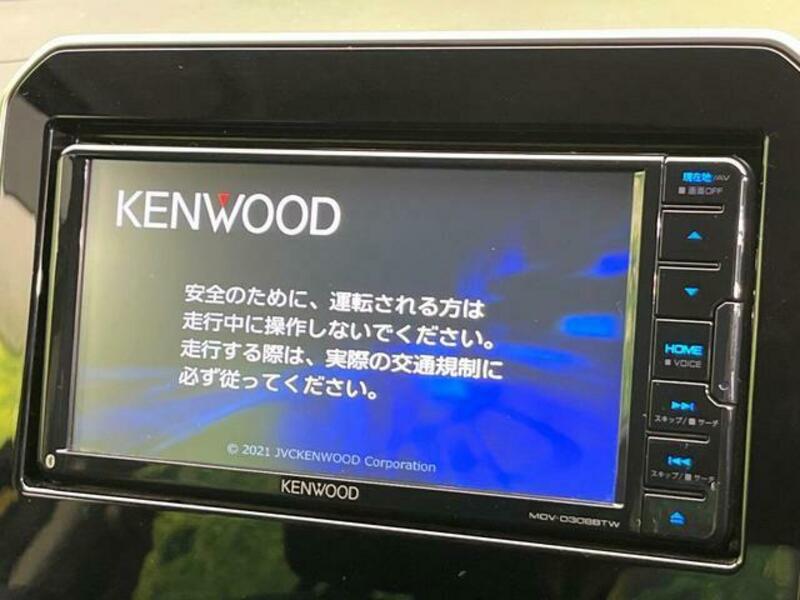 KENWOOD
安全のために、運転される方は
走行中に操作しないでください。
走行する際は、実際の交通規制に
必ず従ってください。
© 2021 JVCKENWOOD Corporation
KENWOOD
MDV-D308BTW
現在地/AV
■ 画面OFF
HOME
■ VOICE
スキップ/■ サーチ
スキップ/■ サーチ